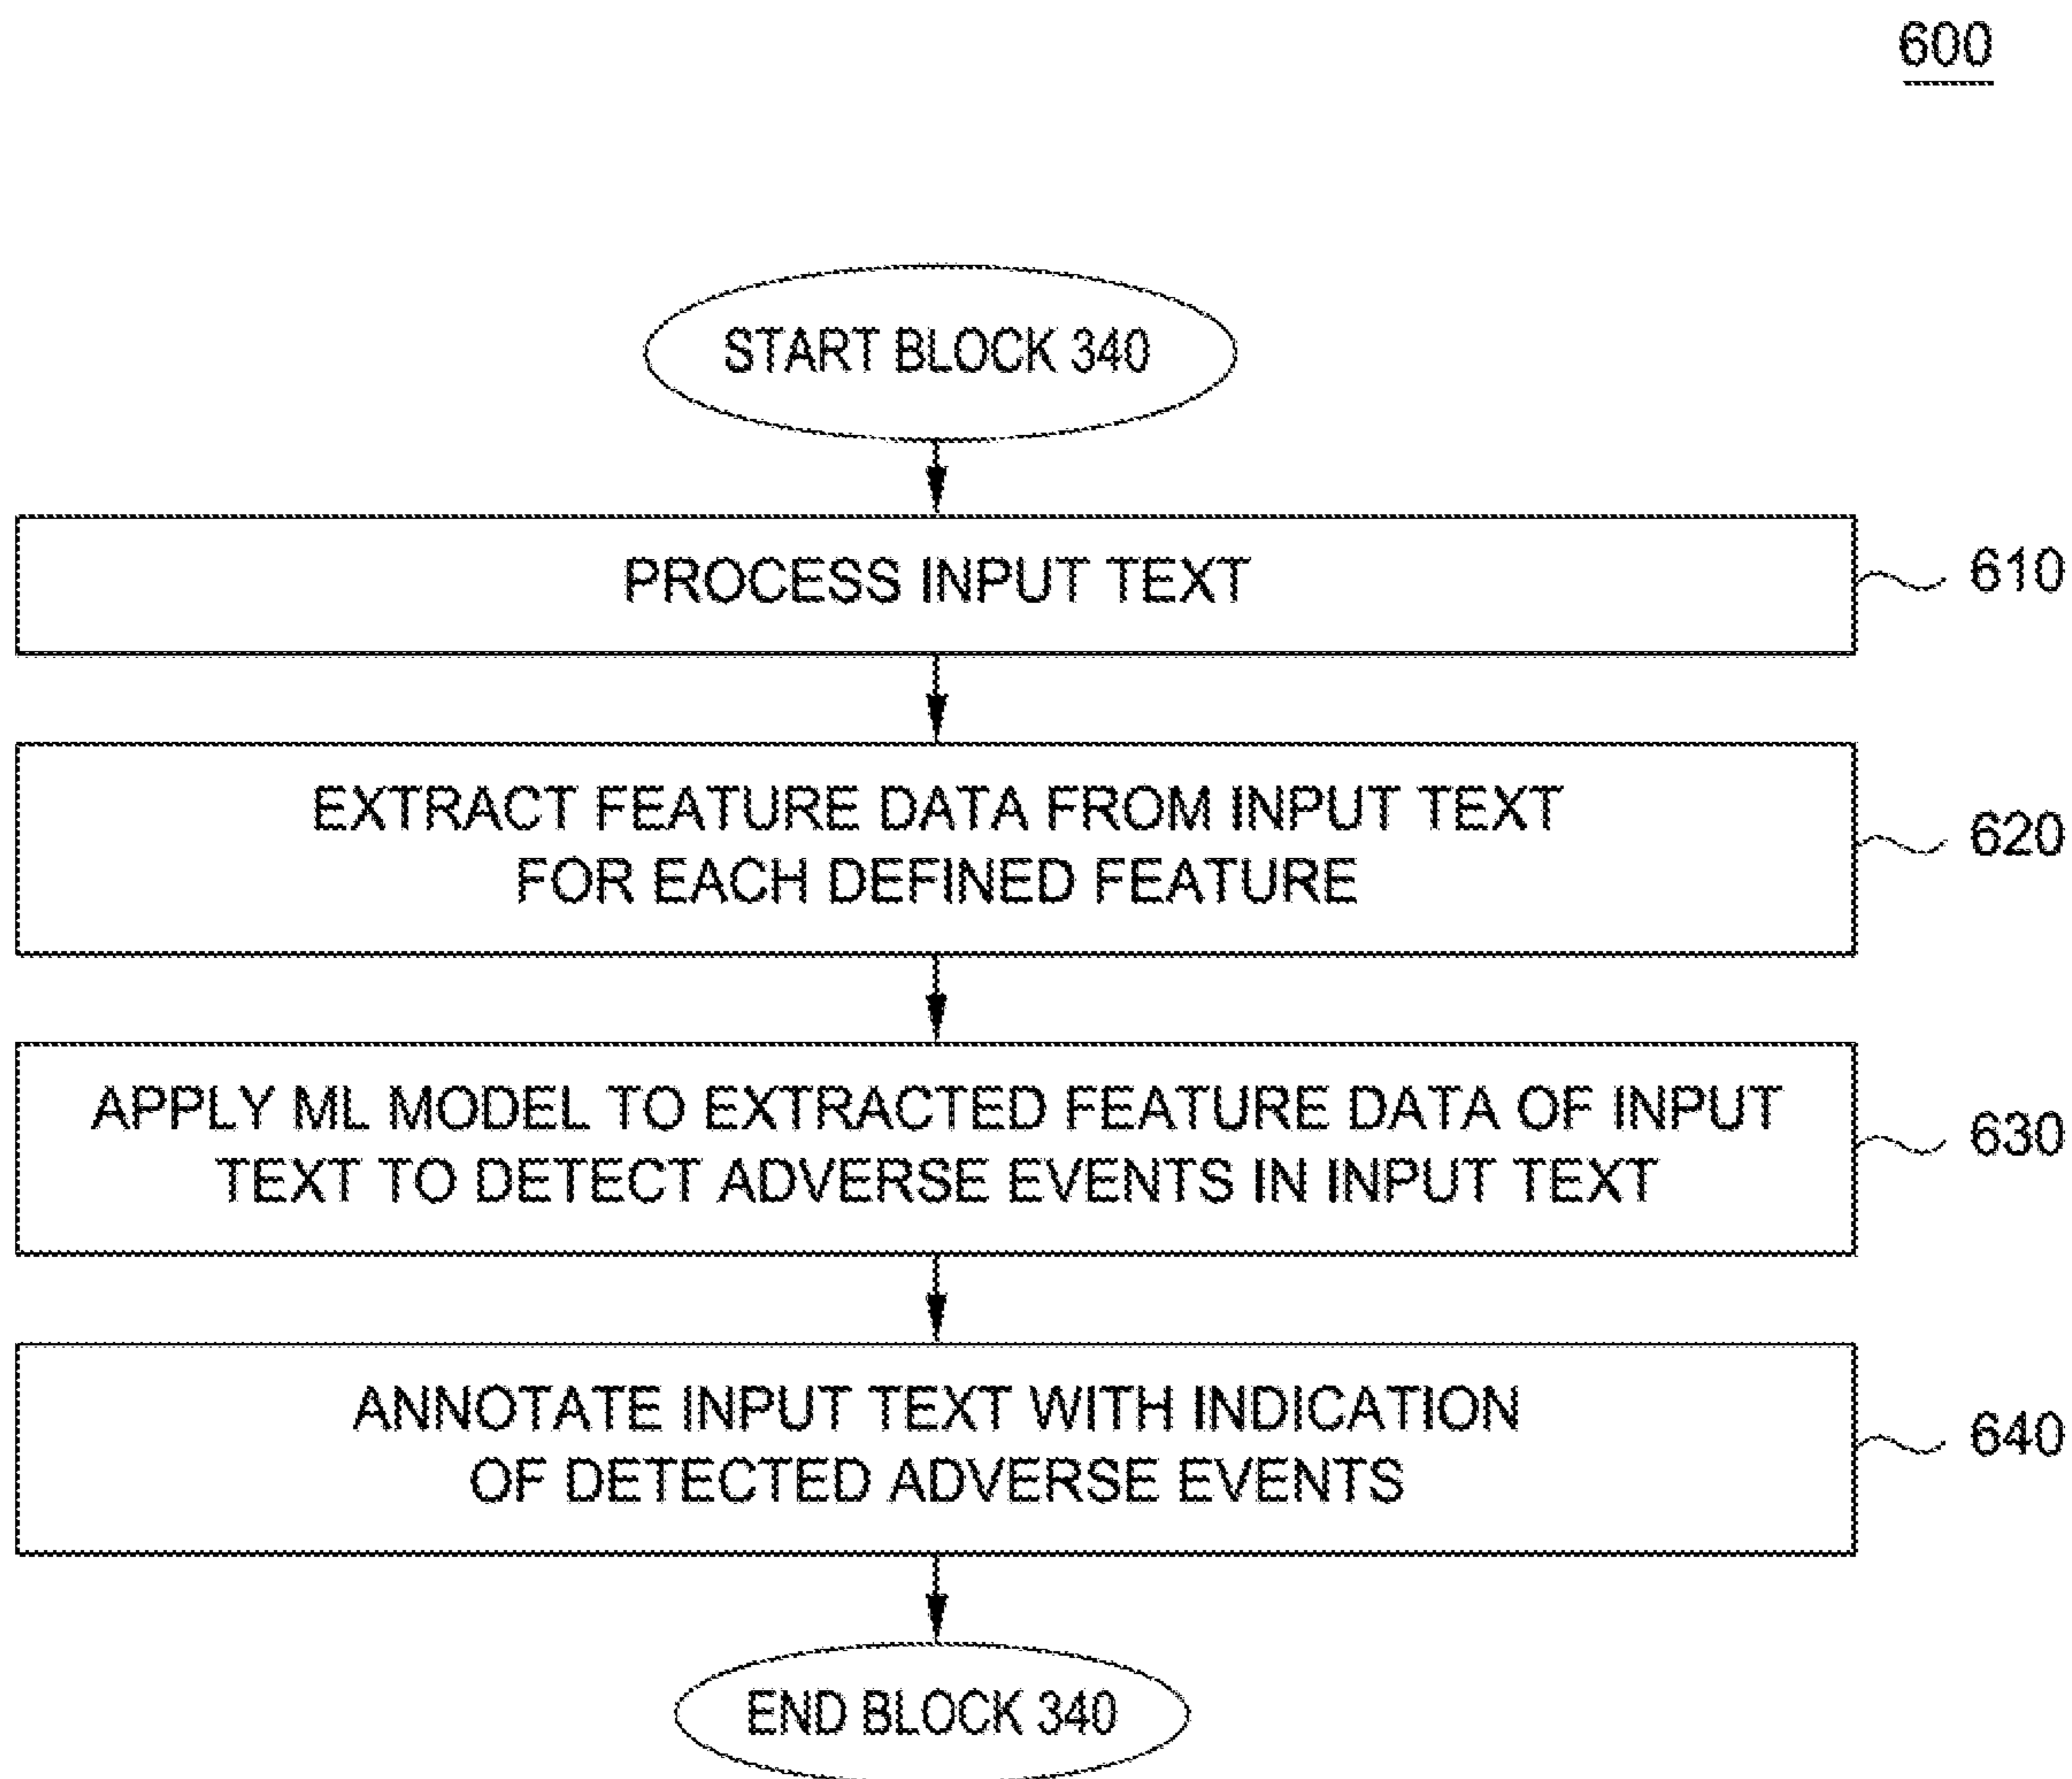 600
START BLOCK 340
PROCESS INPUT TEXT
610
EXTRACT FEATURE DATA FROM INPUT TEXT
FOR EACH DEFINED FEATURE
620
APPLY ML MODEL TO EXTRACTED FEATURE DATA OF INPUT
TEXT TO DETECT ADVERSE EVENTS IN INPUT TEXT
630
ANNOTATE INPUT TEXT WITH INDICATION
OF DETECTED ADVERSE EVENTS
640
END BLOCK 340